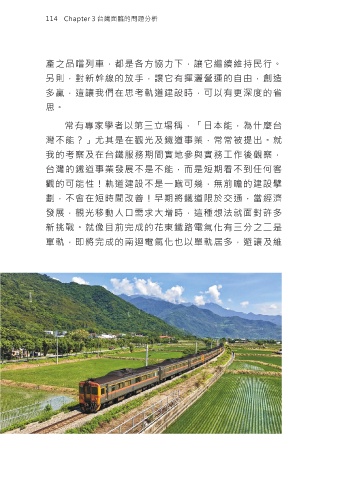 114 Chapter 3 台鐵面臨的問題分析
產之品嚐列車，都是各方協力下，讓它繼續維持民行。
另則，對新幹線的放手，讓它有揮灑營運的自由，創造
多贏，這讓我們在思考軌道建設時，可以有更深度的省
思。
常有專家學者以第三立場稱，「日本能，為什麼台
灣不能？」尤其是在觀光及鐵道事業，常常被提出。就
我的考察及在台鐵服務期間實地參與實務工作後觀察，
台灣的鐵道事業發展不是不能，而是短期看不到任何客
觀的可能性！軌道建設不是一蹴可幾，無前瞻的建設擘
劃，不會在短時間改善！早期將鐵道限於交通，當經濟
發展，觀光移動人口需求大增時，這種想法就面對許多
新挑戰。就像目前完成的花東鐵路電氣化有三分之二是
單軌，即將完成的南迴電氣化也以單軌居多，避讓及維